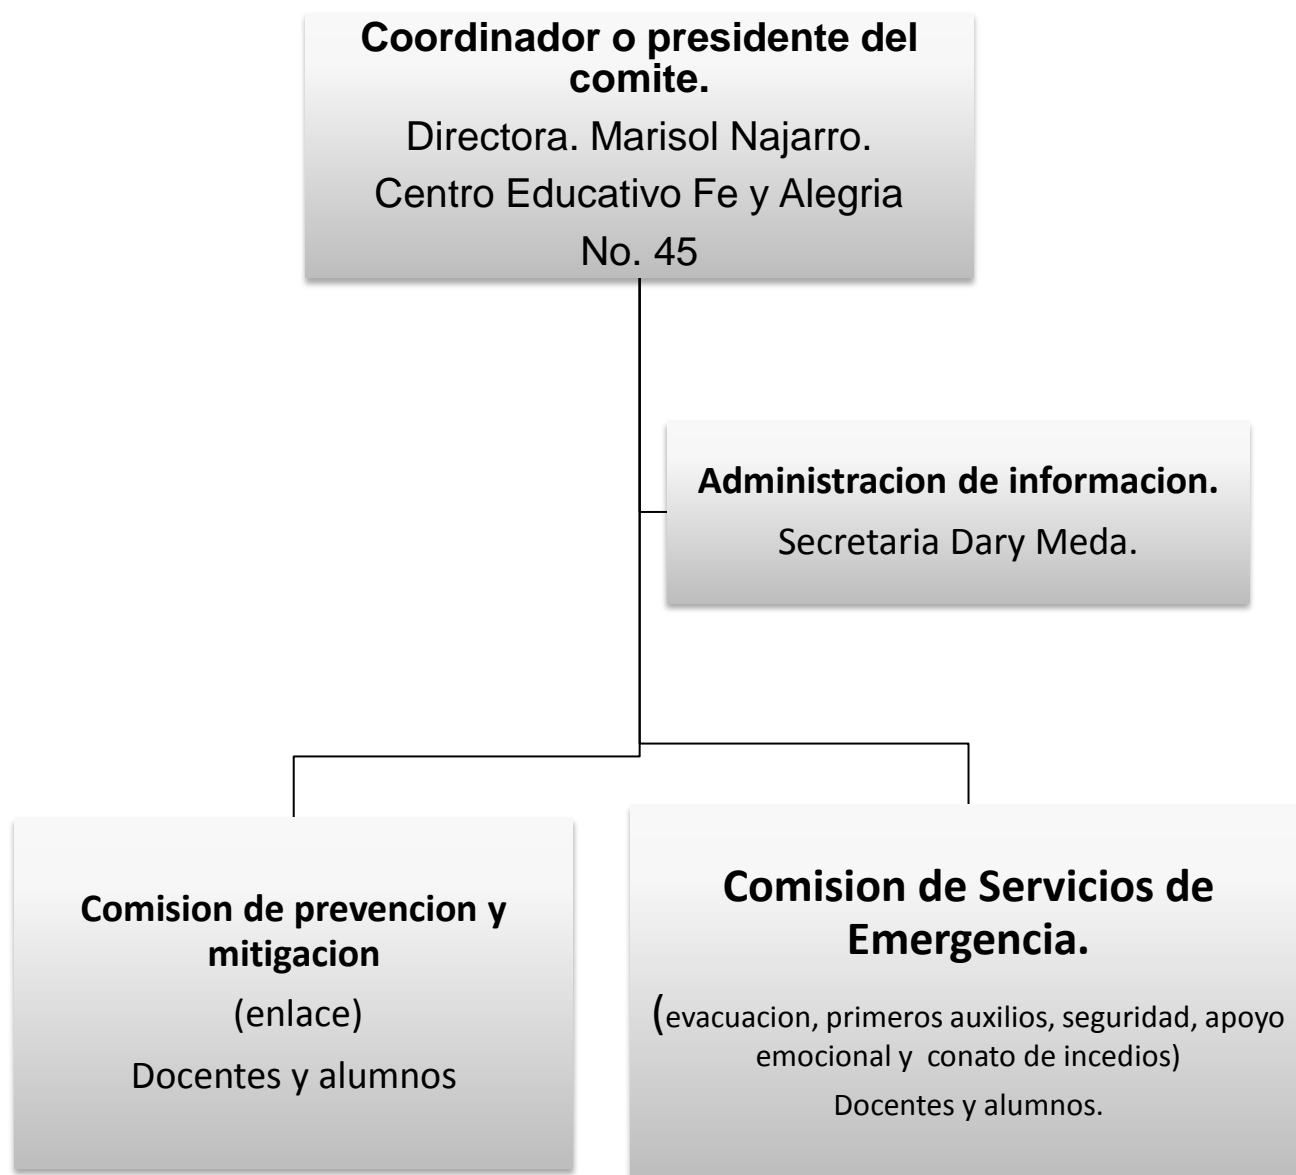 Coordinador o presidente del
comite.
Directora. Marisol Najarro.
Centro Educativo Fe y Alegria
No. 45
Administracion de informacion.
Secretaria Dary Meda.
Comision de prevencion y
mitigacion
(enlace)
Docentes y alumnos
Comision de Servicios de
Emergencia.
(evacuacion, primeros auxilios, seguridad, apoyo
emocional y conato de incedios)
Docentes y alumnos.